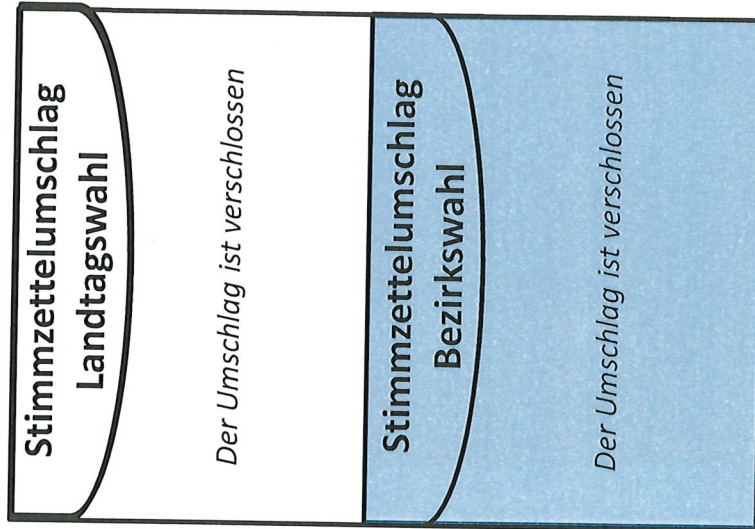 Stimmzettelumschlag
Landtagswahl
Der Umschlag ist verschlossen
Stimmzettelumschlag
Bezirkswahl
Der Umschlag ist verschlossen